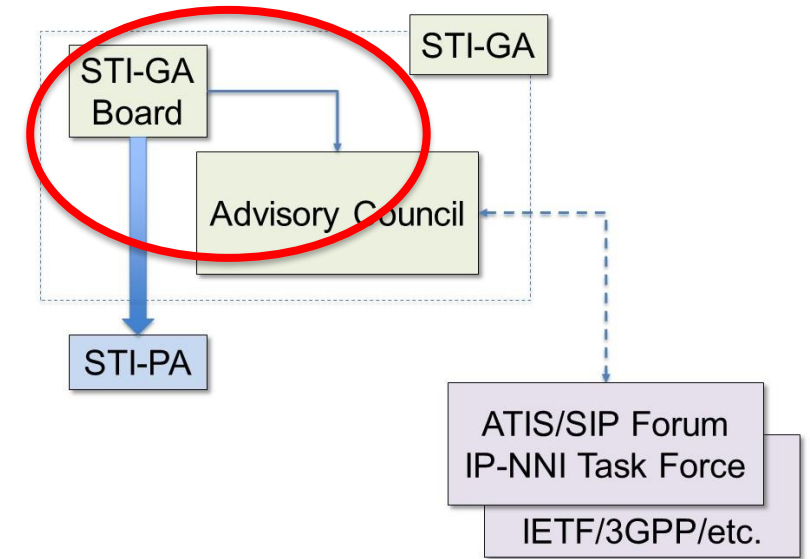 STI-GA
STI-GA
Board
Advisory Council
STI-PA
ATIS/SIP Forum
IP-NNI Task Force
IETF/3GPP/etc.